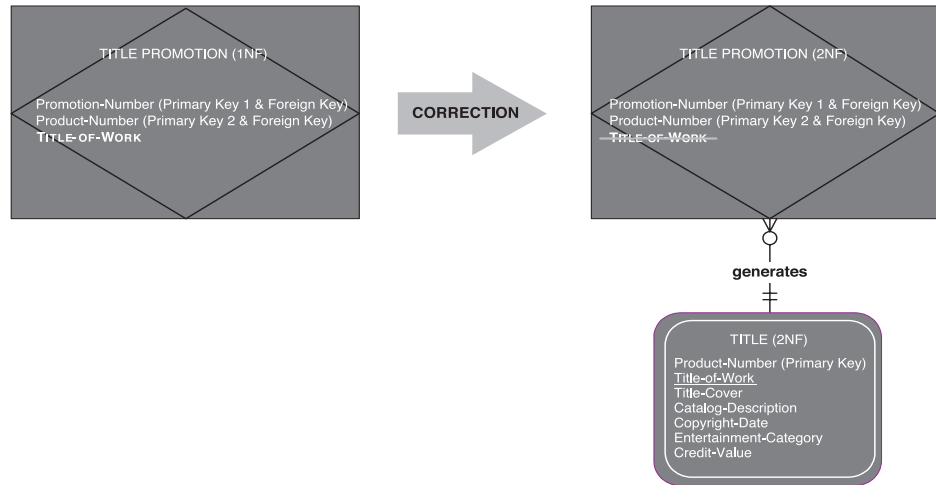 TITLE PROMOTION (1NF)
Promotion-Number (Primary Key 1 & Foreign Key)
Product-Number (Primary Key 2 & Foreign Key)
TITLE-OF-WORK
CORRECTION
TITLE PROMOTION (2NF)
Promotion-Number (Primary Key 1 & Foreign Key)
Product-Number (Primary Key 2 & Foreign Key)
TITLE-OF-WORK
generates
TITLE (2NF)
Product-Number (Primary Key)
Title-of-Work
Title-Cover
Catalog-Description
Copyright-Date
Entertainment-Category
Credit-Value